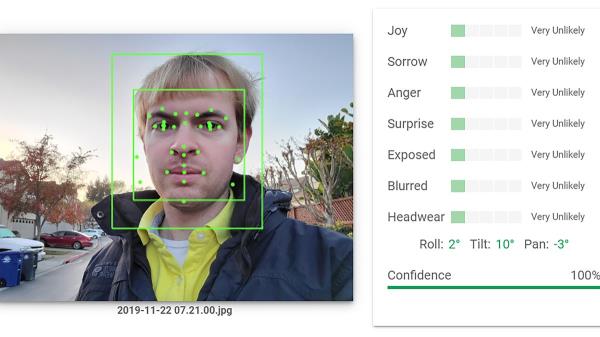 Joy Very Unlikely
Sorrow Very Unlikely
Anger Very Unlikely
Surprise Very Unlikely
Exposed Very Unlikely
Blurred Very Unlikely
Headwear Very Unlikely
Roll: 2° Tilt: 10° Pan: -3°
Confidence 100%
2019-11-22 07.21.00.jpg